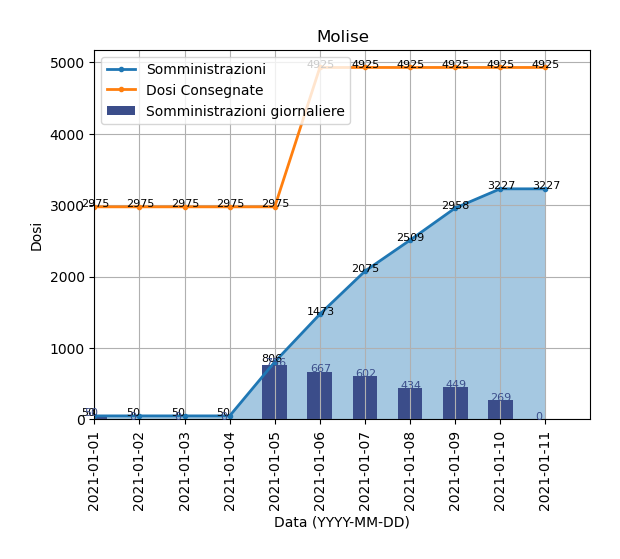 Molise
Somministrazioni
Dosi Consegnate
Somministrazioni giornaliere
Dosi
5000
4000
3000
2000
1000
0
4925 4925 4925 4925 4925 4925
2975 2975 2975 2975 2975
50 50 50 50 806 1473 2075 2509 2958 3227 3227
667 602 434 449 269 0
2021-01-01
2021-01-02
2021-01-03
2021-01-04
2021-01-05
2021-01-06
2021-01-07
2021-01-08
2021-01-09
2021-01-10
2021-01-11
Data (YYYY-MM-DD)